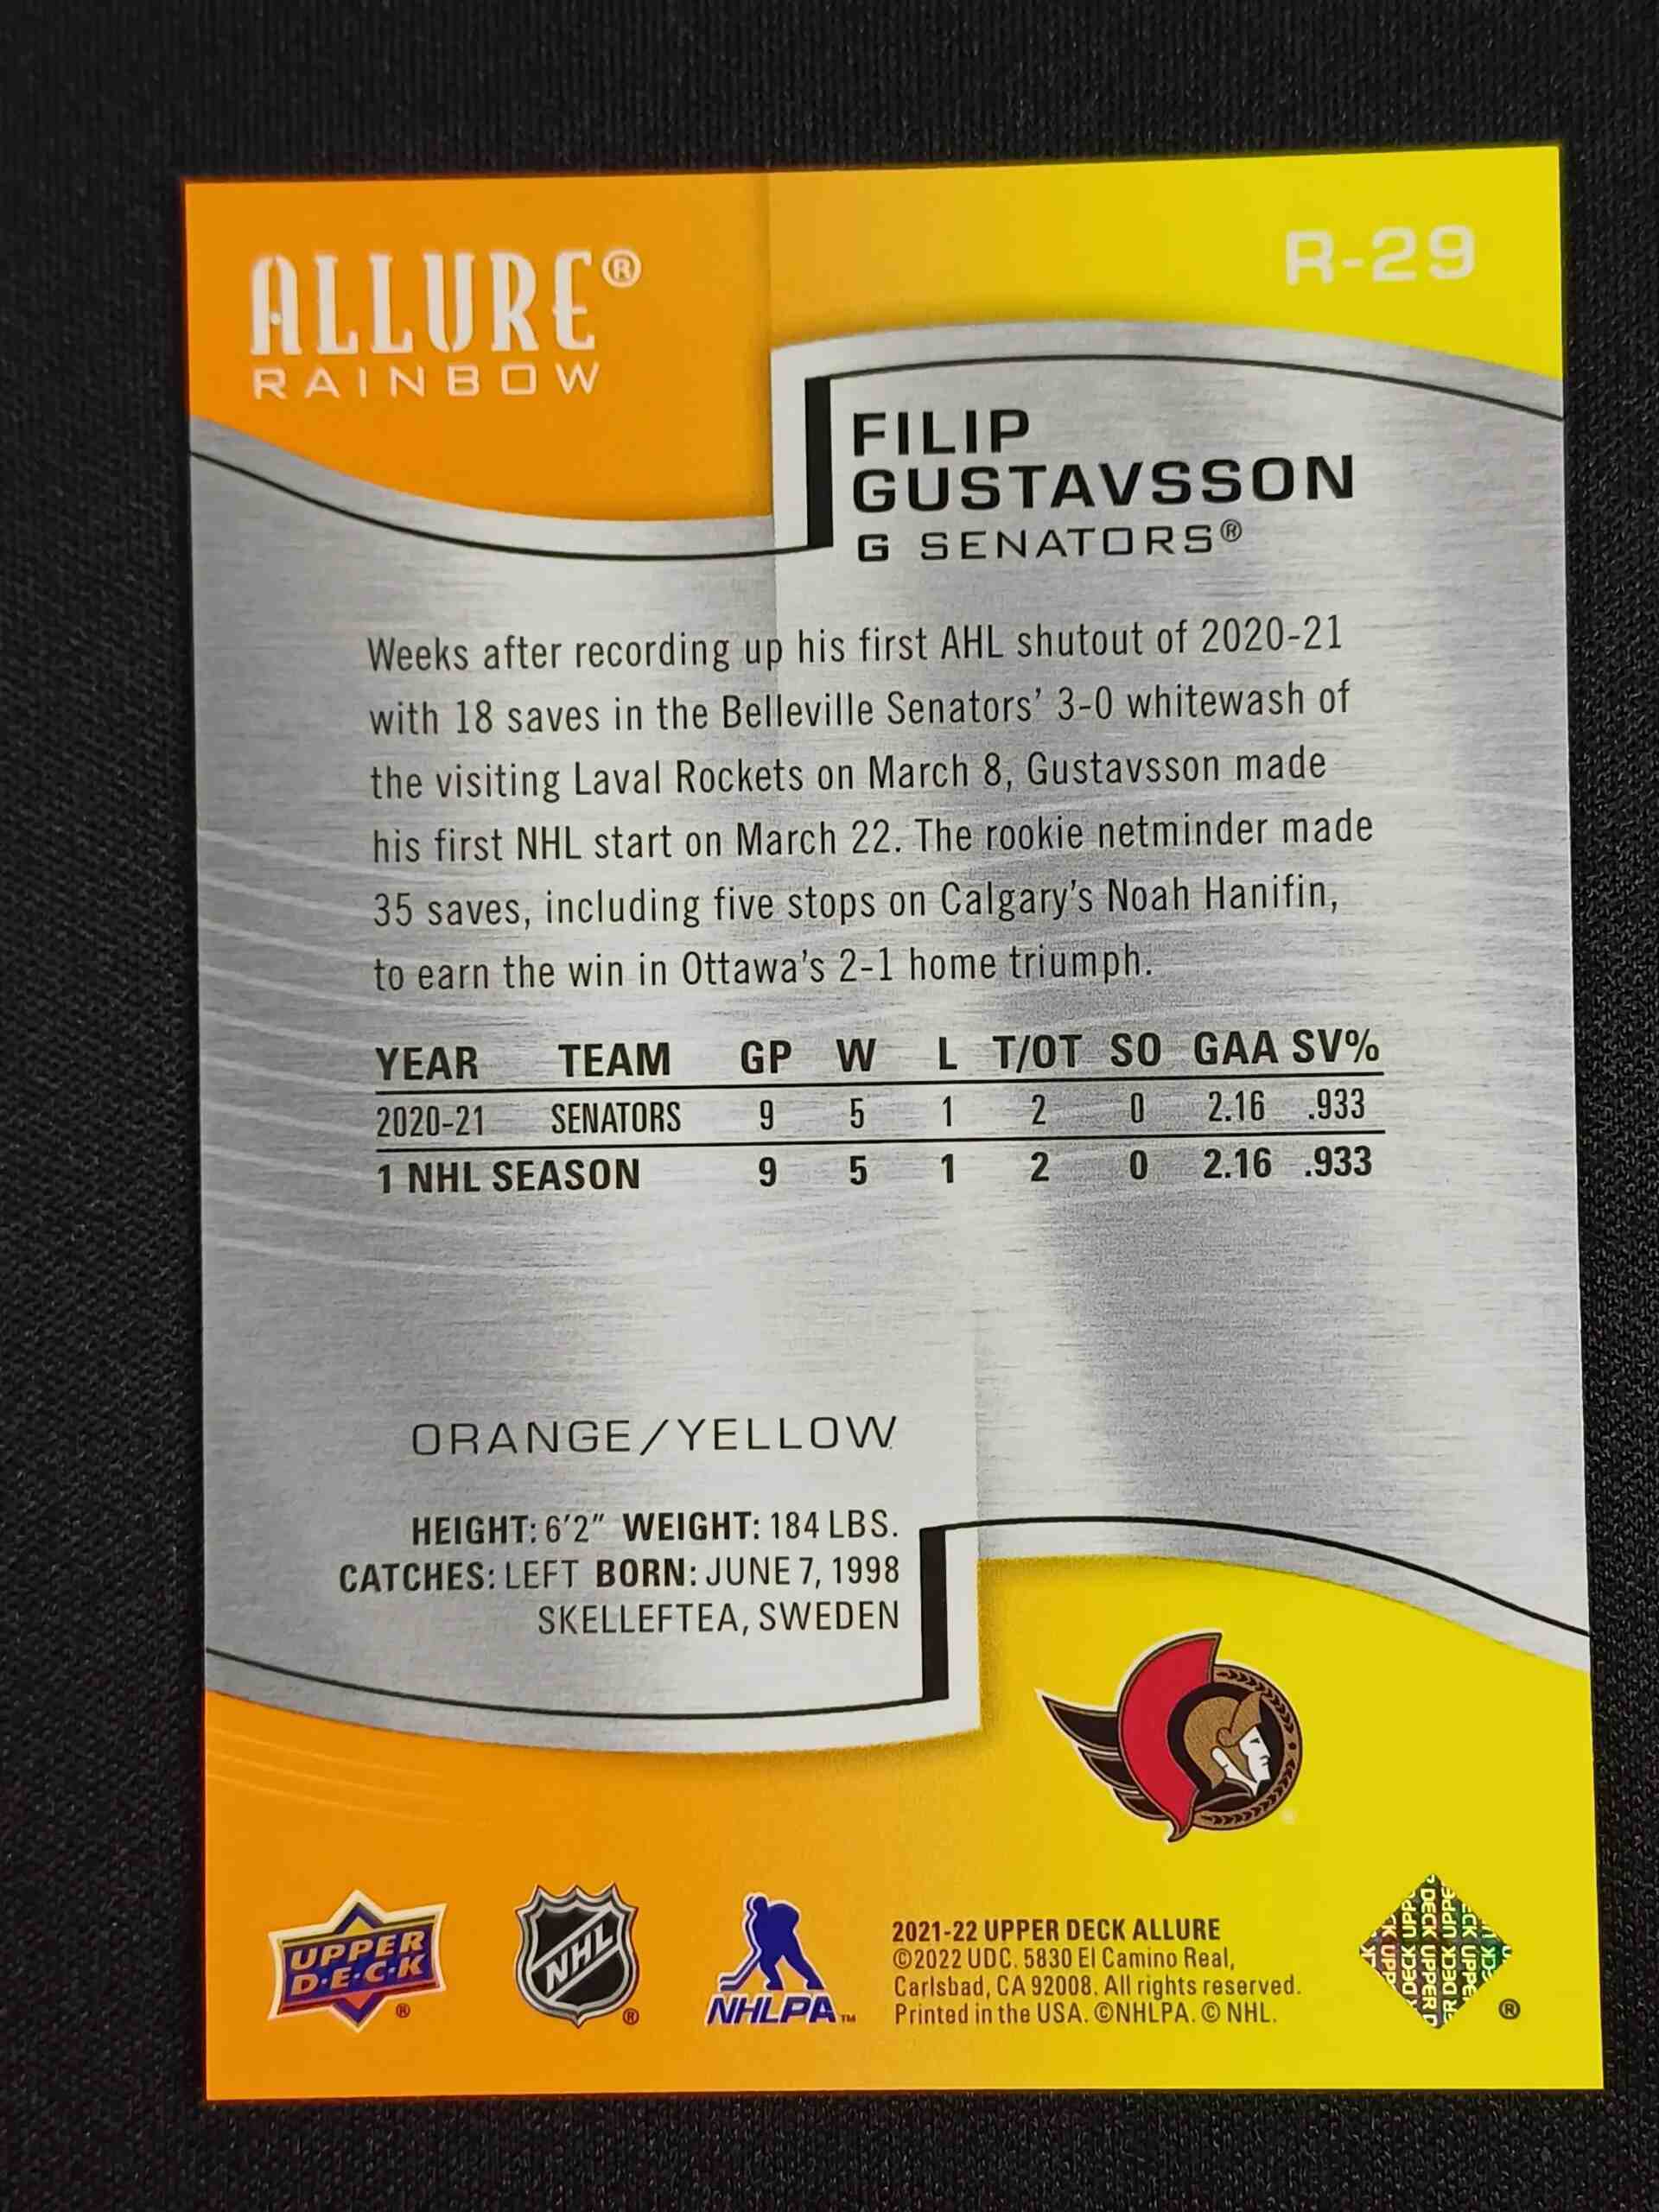 ALLURE®
RAINBOW
R-29
FILIP
GUSTAVSSON
G SENATORS®
Weeks after recording up his first AHL shutout of 2020-21
with 18 saves in the Belleville Senators’ 3-0 whitewash of
the visiting Laval Rockets on March 8, Gustavsson made
his first NHL start on March 22. The rookie netminder made
35 saves, including five stops on Calgary’s Noah Hanifin,
to earn the win in Ottawa’s 2-1 home triumph.
YEAR TEAM GP W L T/OT SO GAA SV%
2020-21 SENATORS 9 5 1 2 0 2.16 .933
1 NHL SEASON 9 5 1 2 0 2.16 .933
ORANGE/YELLOW
HEIGHT: 6’2” WEIGHT: 184 LBS.
CATCHES: LEFT BORN: JUNE 7, 1998
SKELLEFTEA, SWEDEN
UPPER
D·E·C·K
®
NHL
®
NHLPA™
2021-22 UPPER DECK ALLURE
©2022 UDC. 5830 El Camino Real,
Carlsbad, CA 92008. All rights reserved.
Printed in the USA. ©NHLPA. © NHL.
UPPER DECK
®